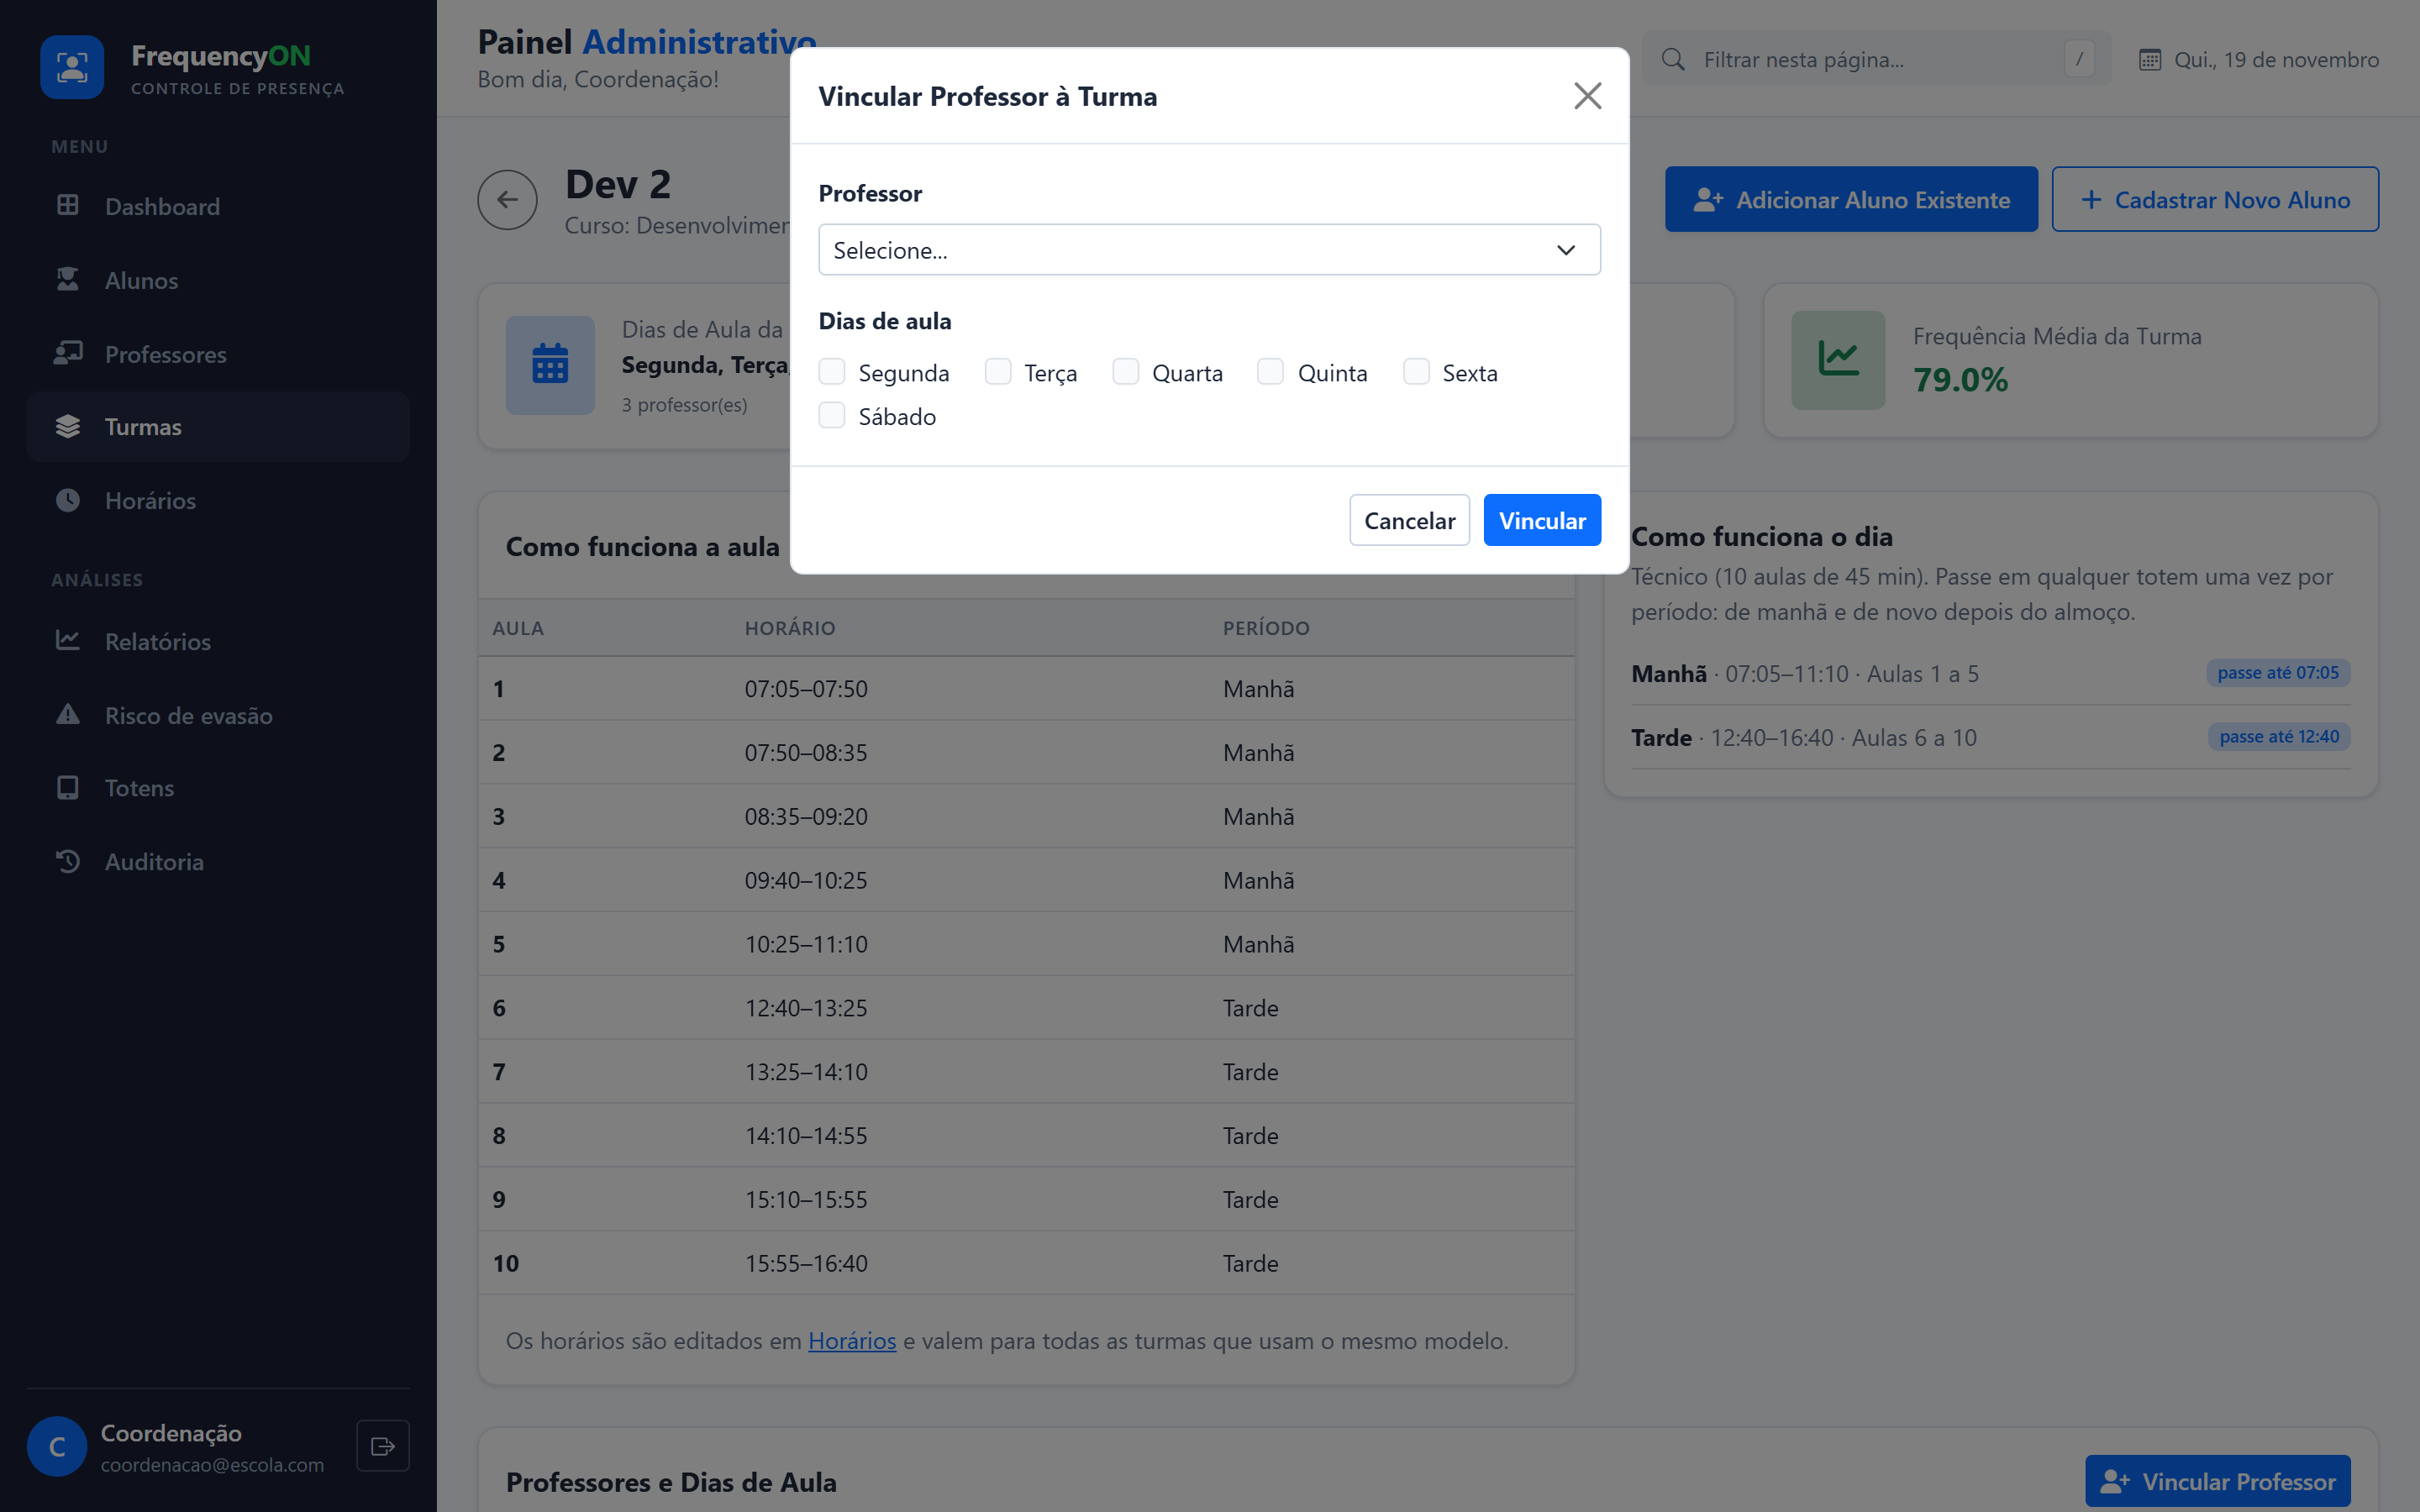 FrequencyON
CONTROLE DE PRESENÇA
MENU
Dashboard
Alunos
Professores
Turmas
Horários
ANÁLISES
Relatórios
Risco de evasão
Totens
Auditoria
C
Coordenação
coordenacao@escola.com
Painel Administrativo
Bom dia, Coordenação!
Filtrar nesta página...
/
Qui., 19 de novembro
Vincular Professor à Turma
Professor
Selecione...
Dias de aula
Segunda Terça Quarta Quinta Sexta
Sábado
Cancelar Vincular
Dev 2
Curso:
Adicionar Aluno Existente
Cadastrar Novo Aluno
Dias de Aula da
Segunda, Terça,
3 professor(es)
Frequência Média da Turma
79.0%
Como funciona a aula
AULA HORÁRIO PERÍODO
1 07:05–07:50 Manhã
2 07:50–08:35 Manhã
3 08:35–09:20 Manhã
4 09:40–10:25 Manhã
5 10:25–11:10 Manhã
6 12:40–13:25 Tarde
7 13:25–14:10 Tarde
8 14:10–14:55 Tarde
9 15:10–15:55 Tarde
10 15:55–16:40 Tarde
Os horários são editados em Horários e valem para todas as turmas que usam o mesmo modelo.
Como funciona o dia
Técnico (10 aulas de 45 min). Passe em qualquer totem uma vez por
período: de manhã e de novo depois do almoço.
Manhã · 07:05–11:10 · Aulas 1 a 5 passe até 07:05
Tarde · 12:40–16:40 · Aulas 6 a 10 passe até 12:40
Professores e Dias de Aula
Vincular Professor